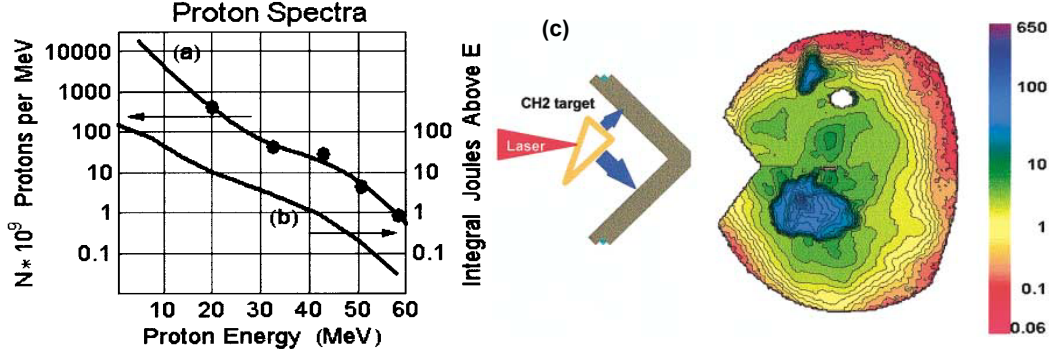 Proton Spectra
N* 10⁹ Protons per MeV
10000
1000
100
10
1
0.1
(a)
(b)
100
10
1
0.1
Integral Joules Above E
0 10 20 30 40 50 60
Proton Energy (MeV)
(c)
CH2 target
Laser
650
100
10
1
0.1
0.06